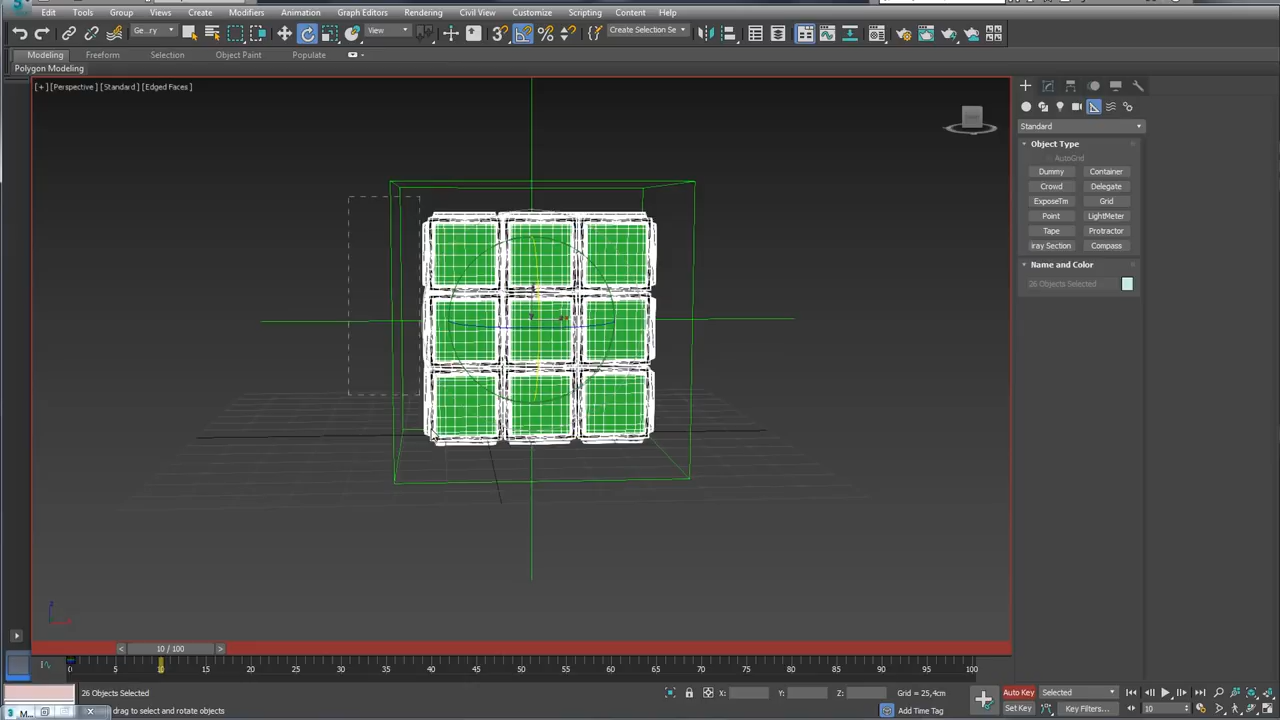 Edit Tools Group Views Create Modifiers Animation Graph Editors Rendering Civil View Customize Scripting Content Help
Ge...ry View 3 Create Selection Se
Modeling Freeform Selection Object Paint Populate
Polygon Modeling
[+] [Perspective] [Standard] [Edged Faces]
Standard
Object Type
AutoGrid
Dummy Container
Crowd Delegate
ExposeTm Grid
Point LightMeter
Tape Protractor
iray Section Compass
Name and Color
26 Objects Selected
z
x
< 10 / 100 >
0 5 10 15 20 25 30 35 40 45 50 55 60 65 70 75 80 85 90 95 100
26 Objects Selected X: Y: Z: Grid = 25,4cm Auto Key Selected
drag to select and rotate objects Add Time Tag Set Key Key Filters... 10
3 M...